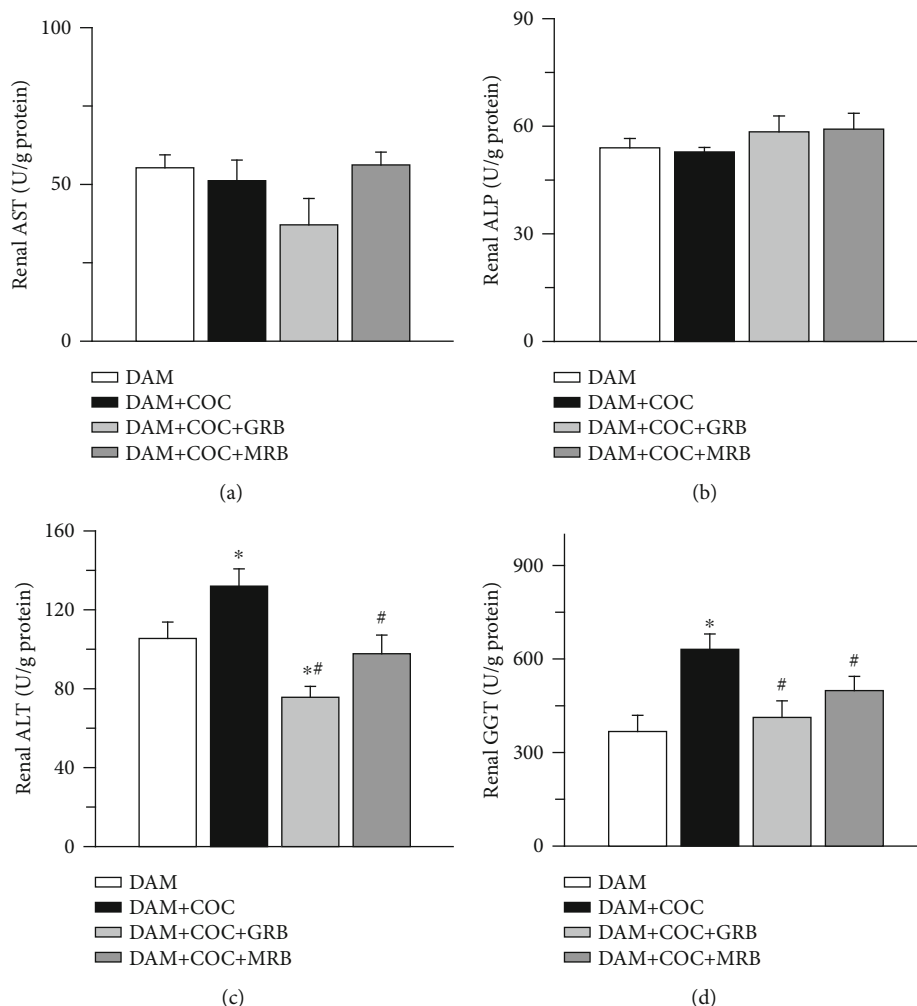 Renal AST (U/g protein)
100
50
0
DAM
DAM+COC
DAM+COC+GRB
DAM+COC+MRB
(a)
Renal ALP (U/g protein)
90
60
30
0
DAM
DAM+COC
DAM+COC+GRB
DAM+COC+MRB
(b)
Renal ALT (U/g protein)
160
120
80
40
0
*
*#
#
DAM
DAM+COC
DAM+COC+GRB
DAM+COC+MRB
(c)
Renal GGT (U/g protein)
900
600
300
0
*
#
#
DAM
DAM+COC
DAM+COC+GRB
DAM+COC+MRB
(d)